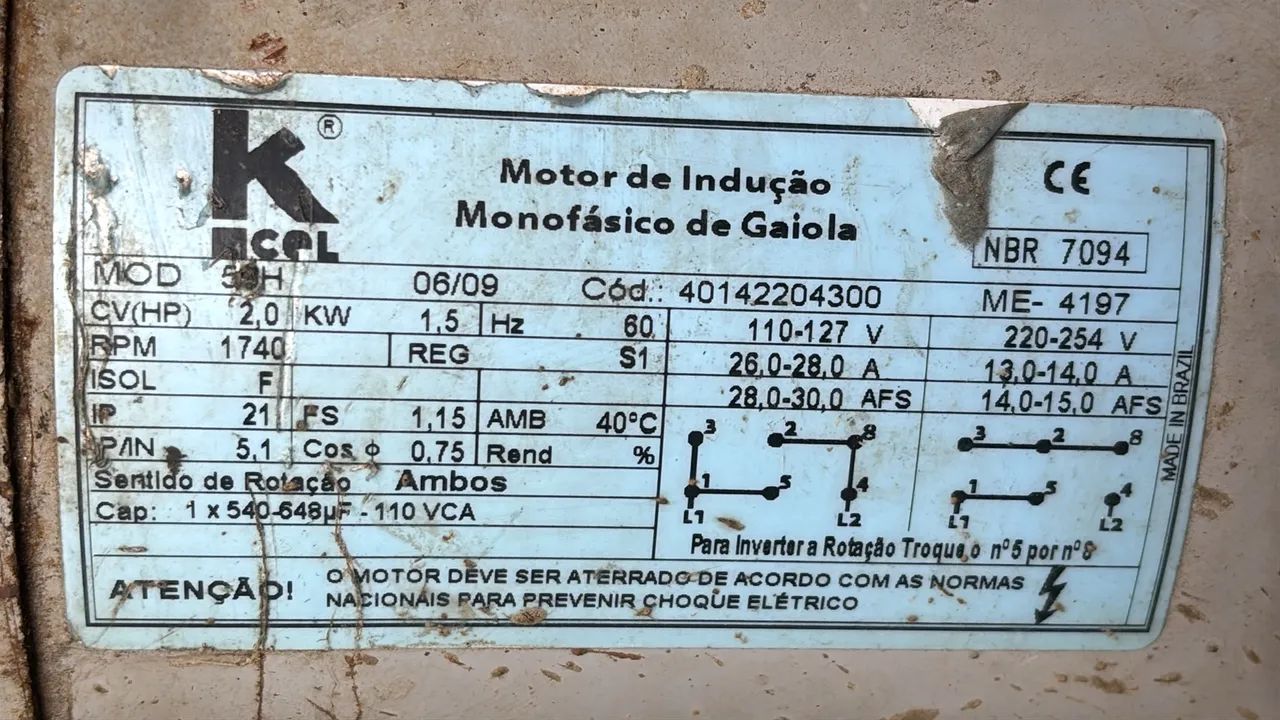 K ®
Kcel
Motor de Indução
Monofásico de Gaiola
CE
NBR 7094
MOD 06/09 Cód.: 40142204300 ME- 4197
CV(HP) 2,0 KW 1,5 Hz 60 110-127 V 220-254 V
RPM 1740 REG S1 26,0-28,0 A 13,0-14,0 A
ISOL F 28,0-30,0 AFS 14,0-15,0 AFS
IP 21 FS 1,15 AMB 40°C
IP/IN 5,1 Cos φ 0,75 Rend %
Sentido de Rotação Ambos
Cap: 1 x 540-648µF - 110 VCA
3 2 8 3 2 8
1 5 4 1 5 4
L1 L2 L1 L2
Para Inverter a Rotação Troque o nº5 por nº8
ATENÇÃO! O MOTOR DEVE SER ATERRADO DE ACORDO COM AS NORMAS
NACIONAIS PARA PREVENIR CHOQUE ELÉTRICO
MADE IN BRAZIL